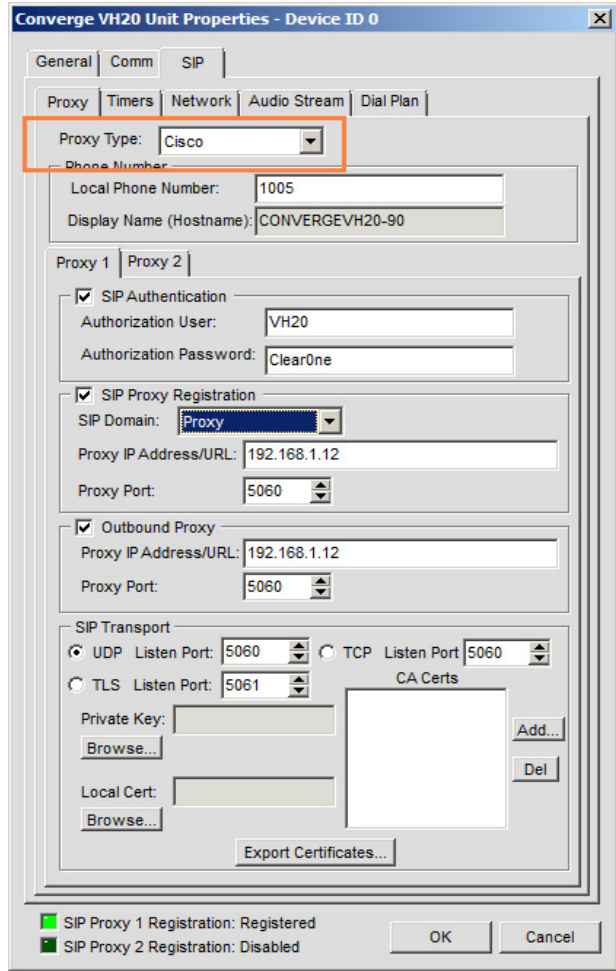 Converge VH20 Unit Properties - Device ID 0
General Comm SIP
Proxy Timers Network Audio Stream Dial Plan
Proxy Type: Cisco
Phone Number
Local Phone Number: 1005
Display Name (Hostname): CONVERGEVH20-90
Proxy 1 Proxy 2
SIP Authentication
Authorization User: VH20
Authorization Password: Clear0ne
SIP Proxy Registration
SIP Domain: Proxy
Proxy IP Address/URL: 192.168.1.12
Proxy Port: 5060
Outbound Proxy
Proxy IP Address/URL: 192.168.1.12
Proxy Port: 5060
SIP Transport
UDP Listen Port: 5060 TCP Listen Port 5060
TLS Listen Port: 5061 CA Certs
Private Key:
Add...
Browse...
Del
Local Cert:
Browse...
Export Certificates...
SIP Proxy 1 Registration: Registered
SIP Proxy 2 Registration: Disabled
OK Cancel